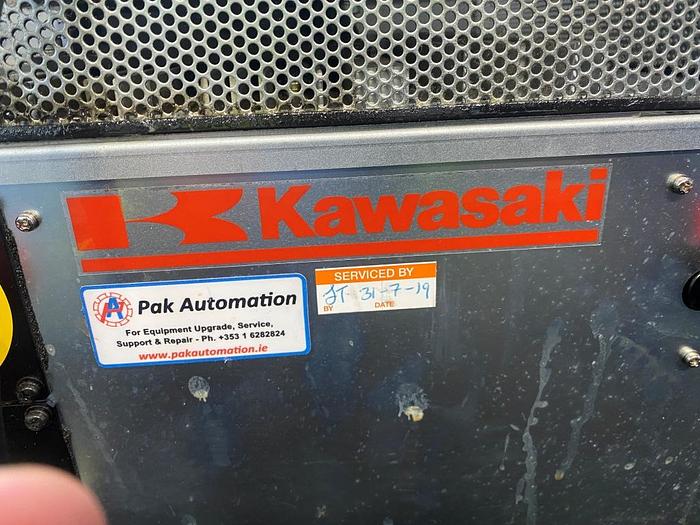 Kawasaki
Pak Automation
For Equipment Upgrade, Service,
Support & Repair - Ph. +353 1 6282824
www.pakautomation.ie
SERVICED BY
JT 31-7-19
BY DATE